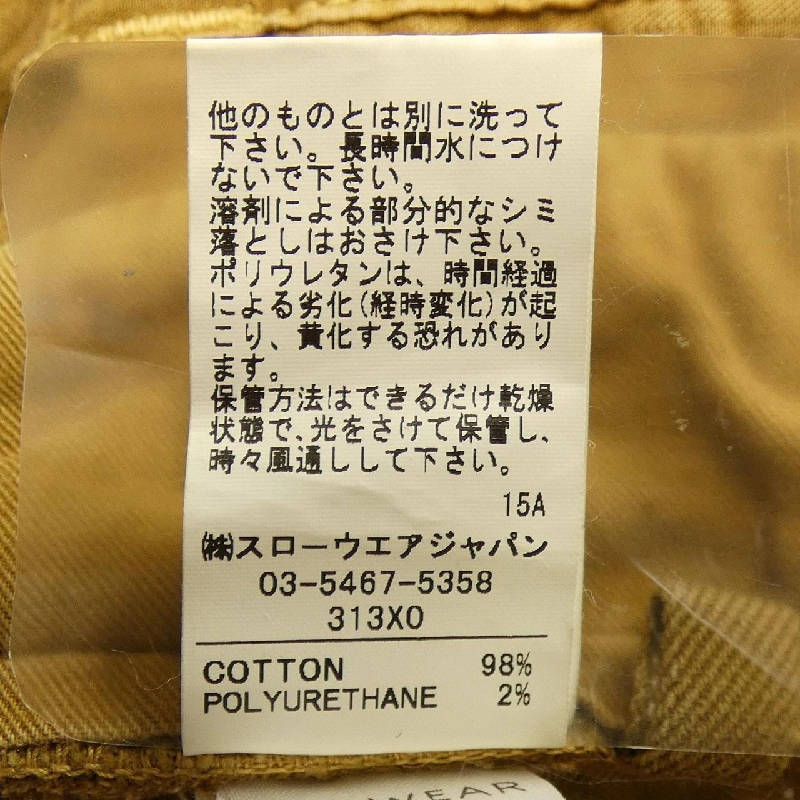 他のものとは別に洗って
下さい。長時間水につけ
ないで下さい。
溶剤による部分的なシミ
落としはおさけ下さい。
ポリウレタンは、時間経過
による劣化(経時変化)が起
こり、黄化する恐れがあり
ます。
保管方法はできるだけ乾燥
状態で、光をさけて保管し、
時々風通しして下さい。
15A
㈱スローウエアジャパン
03-5467-5358
313X0
COTTON 98%
POLYURETHANE 2%
WEAR